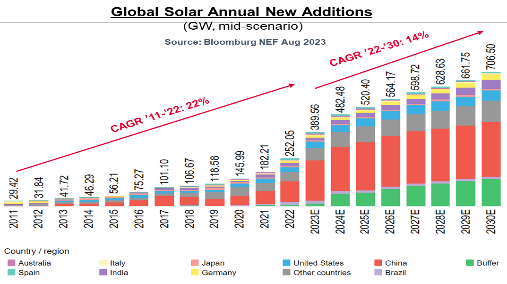 Global Solar Annual New Additions
(GW, mid-scenario)
Source: Bloomburg NEF Aug 2023
CAGR '11-'22: 22%
CAGR '22-'30: 14%
29.42
31.84
41.72
46.29
56.21
75.27
101.10
106.67
118.58
145.99
182.21
252.05
389.56
482.48
520.40
564.17
598.72
628.63
661.75
706.50
2011
2012
2013
2014
2015
2016
2017
2018
2019
2020
2021
2022
2023E
2024E
2025E
2026E
2027E
2028E
2029E
2030E
Country / region
Australia
Italy
Japan
United States
China
Buffer
Spain
India
Germany
Other countries
Brazil